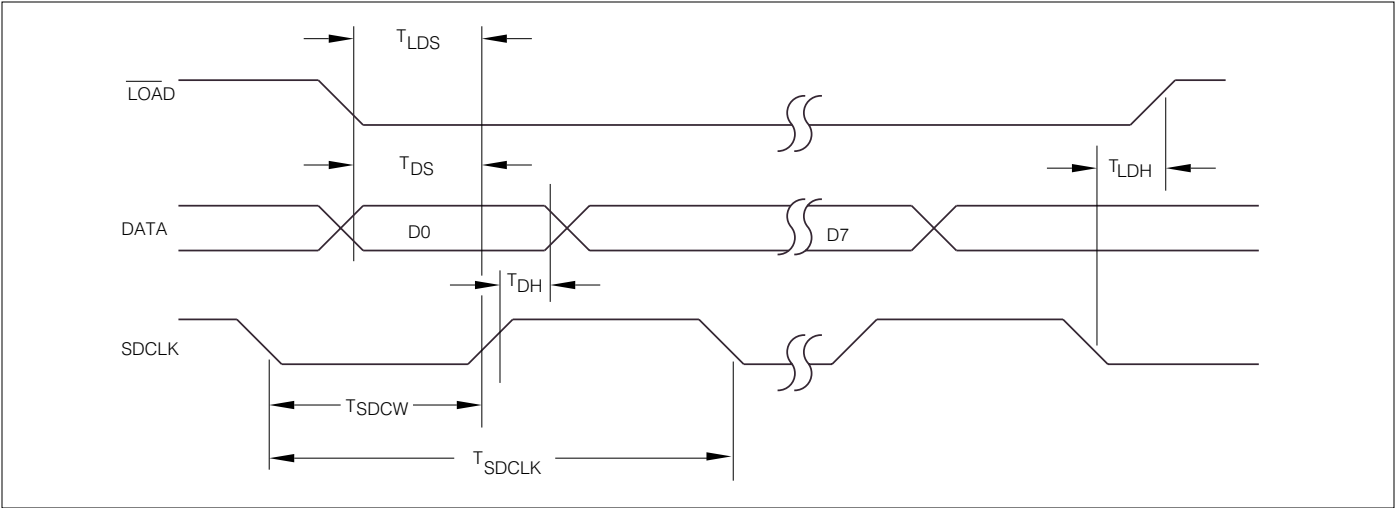 TLDS
LOAD
TDS
TLDH
DATA
D0
D7
TDH
SDCLK
TSDCW
TSDCLK